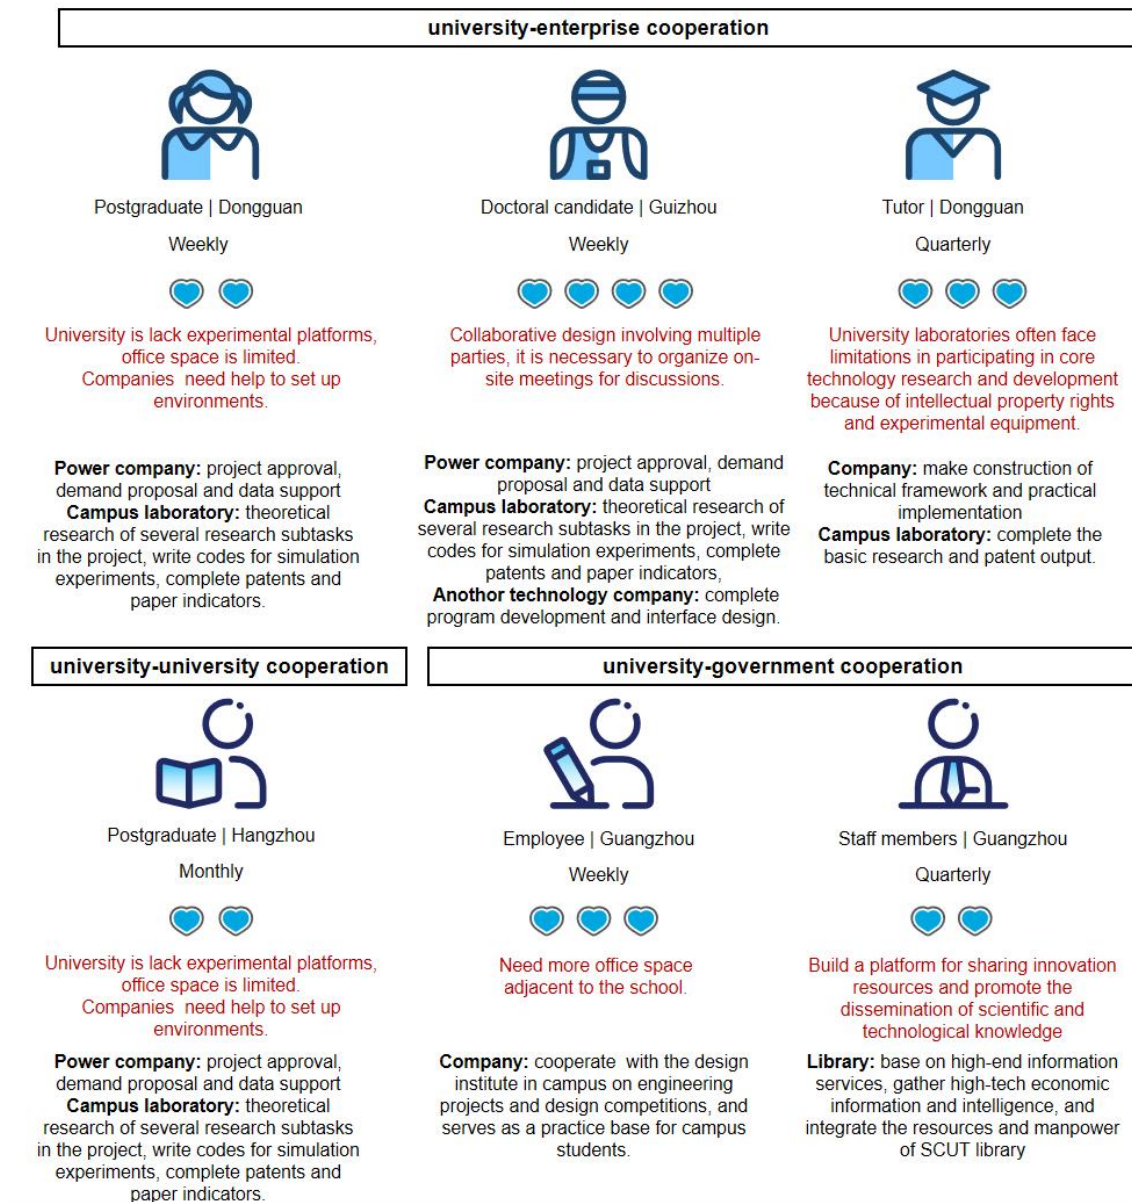 university-enterprise cooperation
Postgraduate | Dongguan
Weekly
University is lack experimental platforms,
office space is limited.
Companies need help to set up
environments.
Power company: project approval,
demand proposal and data support
Campus laboratory: theoretical
research of several research subtasks
in the project, write codes for simulation
experiments, complete patents and
paper indicators.
Doctoral candidate | Guizhou
Weekly
Collaborative design involving multiple
parties, it is necessary to organize on-
site meetings for discussions.
Power company: project approval, demand
proposal and data support
Campus laboratory: theoretical research of
several research subtasks in the project, write
codes for simulation experiments, complete
patents and paper indicators,
Anothor technology company: complete
program development and interface design.
Tutor | Dongguan
Quarterly
University laboratories often face
limitations in participating in core
technology research and development
because of intellectual property rights
and experimental equipment.
Company: make construction of
technical framework and practical
implementation
Campus laboratory: complete the
basic research and patent output.
university-university cooperation
Postgraduate | Hangzhou
Monthly
University is lack experimental platforms,
office space is limited.
Companies need help to set up
environments.
Power company: project approval,
demand proposal and data support
Campus laboratory: theoretical
research of several research subtasks
in the project, write codes for simulation
experiments, complete patents and
paper indicators.
university-government cooperation
Employee | Guangzhou
Weekly
Need more office space
adjacent to the school.
Company: cooperate with the design
institute in campus on engineering
projects and design competitions, and
serves as a practice base for campus
students.
Staff members | Guangzhou
Quarterly
Build a platform for sharing innovation
resources and promote the
dissemination of scientific and
technological knowledge
Library: base on high-end information
services, gather high-tech economic
information and intelligence, and
integrate the resources and manpower
of SCUT library